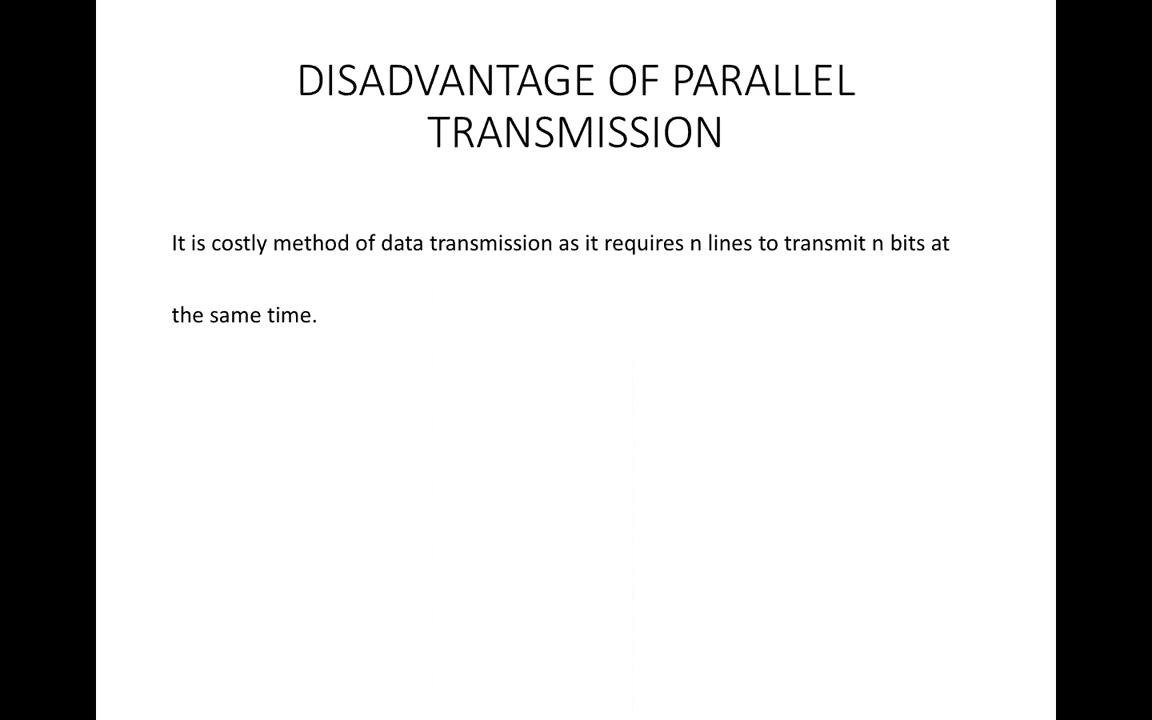 DISADVANTAGE OF PARALLEL
TRANSMISSION
It is costly method of data transmission as it requires n lines to transmit n bits at
the same time.